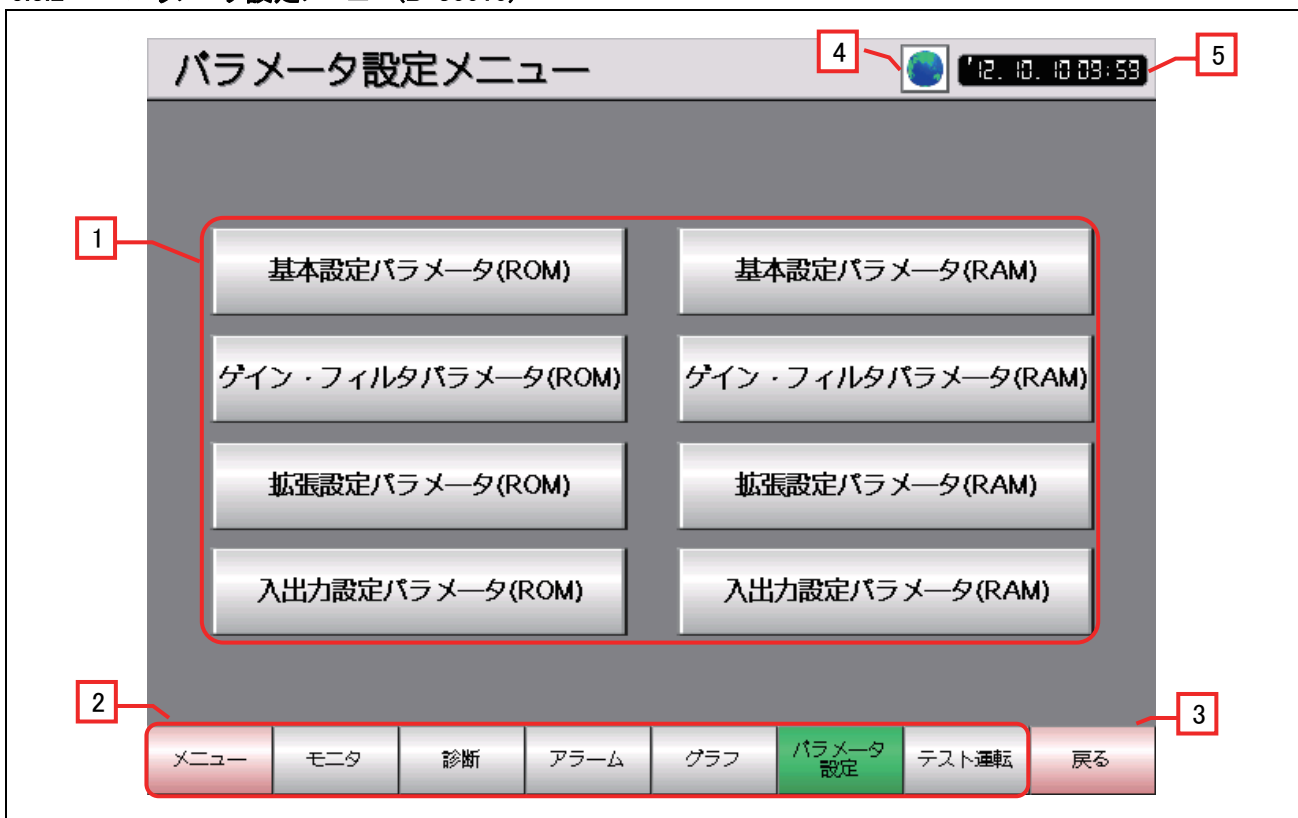 パラメータ設定メニュー
4
'12. 10. 10 09:59
5
1
基本設定パラメータ(ROM)
基本設定パラメータ(RAM)
ゲイン・フィルタパラメータ(ROM)
ゲイン・フィルタパラメータ(RAM)
拡張設定パラメータ(ROM)
拡張設定パラメータ(RAM)
入出力設定パラメータ(ROM)
入出力設定パラメータ(RAM)
2
3
メニュー
モニタ
診断
アラーム
グラフ
パラメータ
設定
テスト運転
戻る